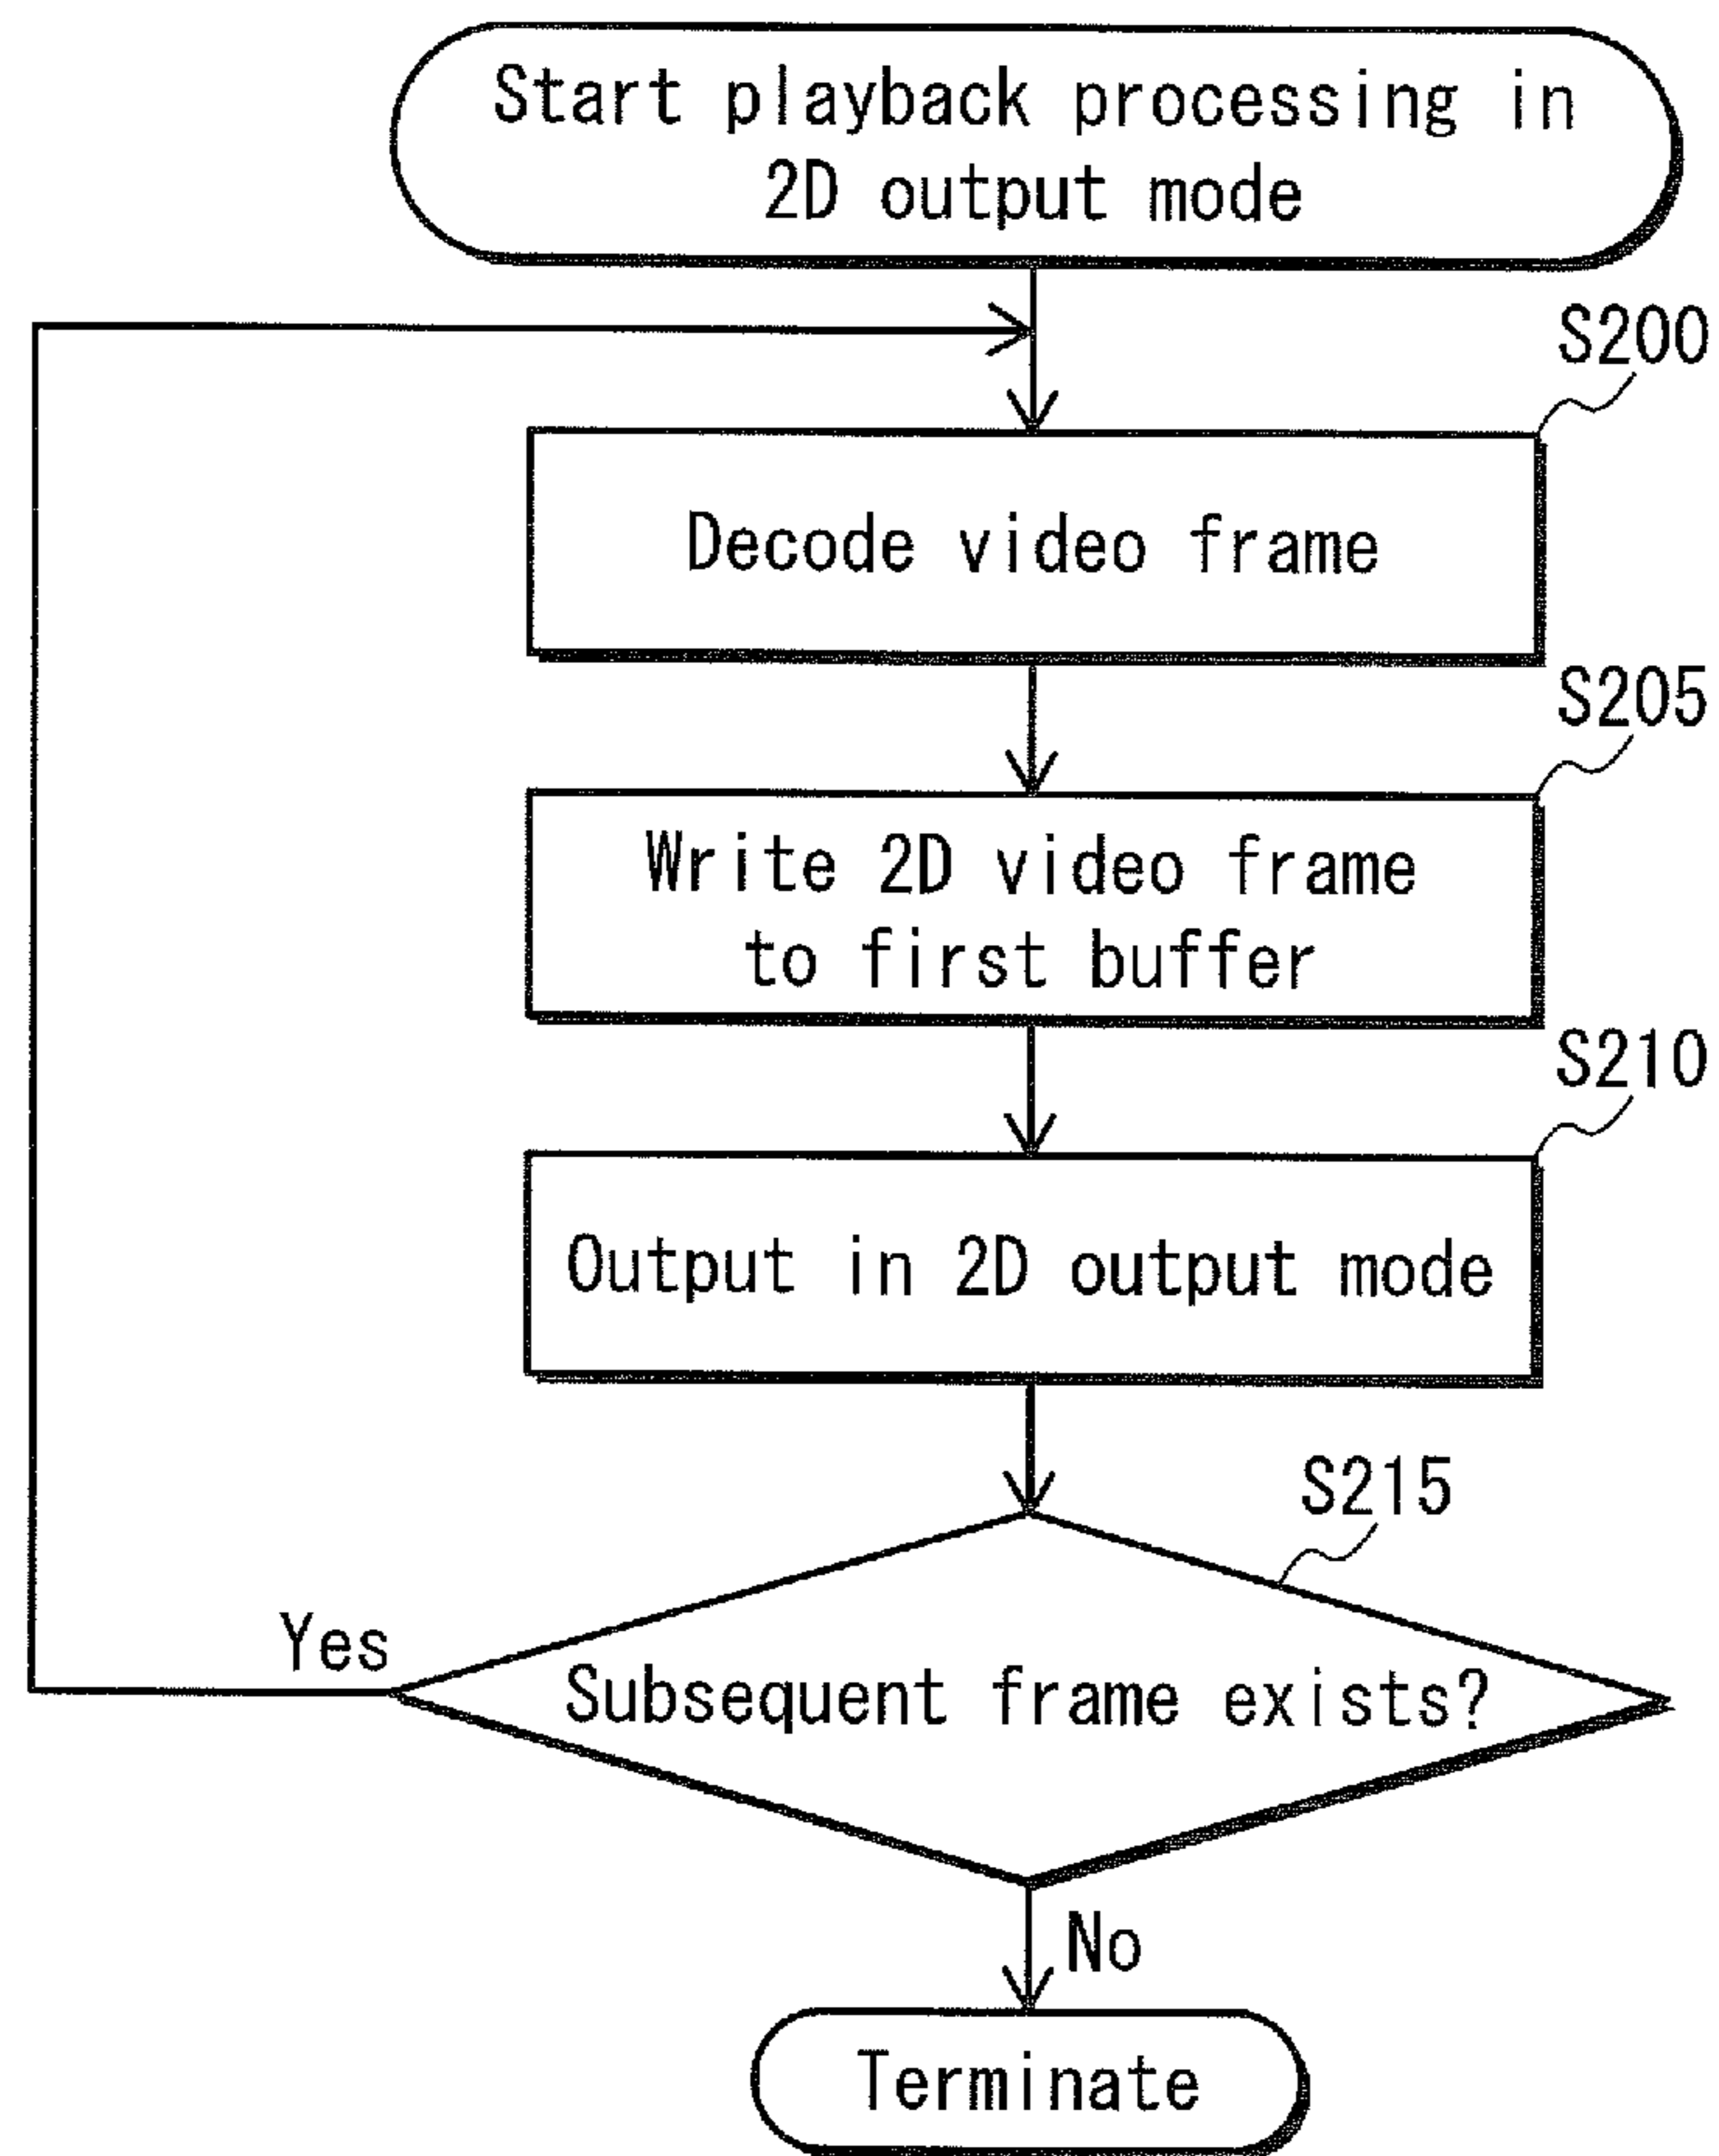 Start playback processing in
2D output mode
S200
Decode video frame
S205
Write 2D video frame
to first buffer
S210
Output in 2D output mode
S215
Yes
Subsequent frame exists?
No
Terminate